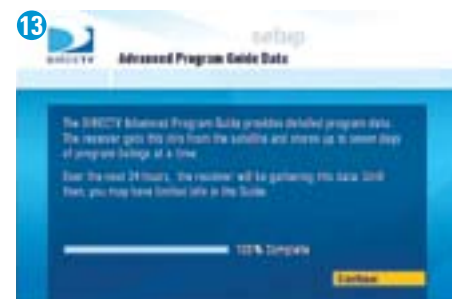 13
setup
DIRECTV
Advanced Program Guide Data
The DIRECTV Advanced Program Guide provides detailed program data.
The receiver gets this info from the satellite and stores up to seven days
of program listings at a time.
Over the next 24 hours, the receiver will be gathering this data. Until
then, you may have limited info in the Guide.
100% Complete
Continue